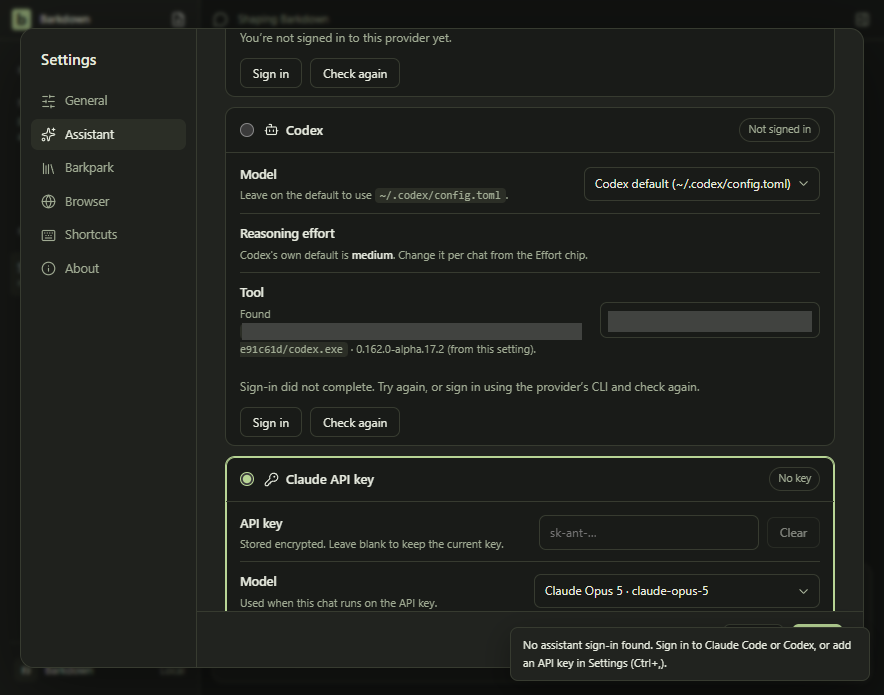 Barkdown
Shaping Barkdown
Settings
General
Assistant
Barkpark
Browser
Shortcuts
About
You're not signed in to this provider yet.
Sign in
Check again
Codex
Not signed in
Model
Leave on the default to use ~/.codex/config.toml.
Codex default (~/.codex/config.toml)
Reasoning effort
Codex's own default is medium. Change it per chat from the Effort chip.
Tool
Found
e91c61d/codex.exe · 0.162.0-alpha.17.2 (from this setting).
Sign-in did not complete. Try again, or sign in using the provider's CLI and check again.
Sign in
Check again
Claude API key
No key
API key
Stored encrypted. Leave blank to keep the current key.
sk-ant-...
Clear
Model
Used when this chat runs on the API key.
Claude Opus 5 · claude-opus-5
No assistant sign-in found. Sign in to Claude Code or Codex, or add
an API key in Settings (Ctrl+,).
Barkdown